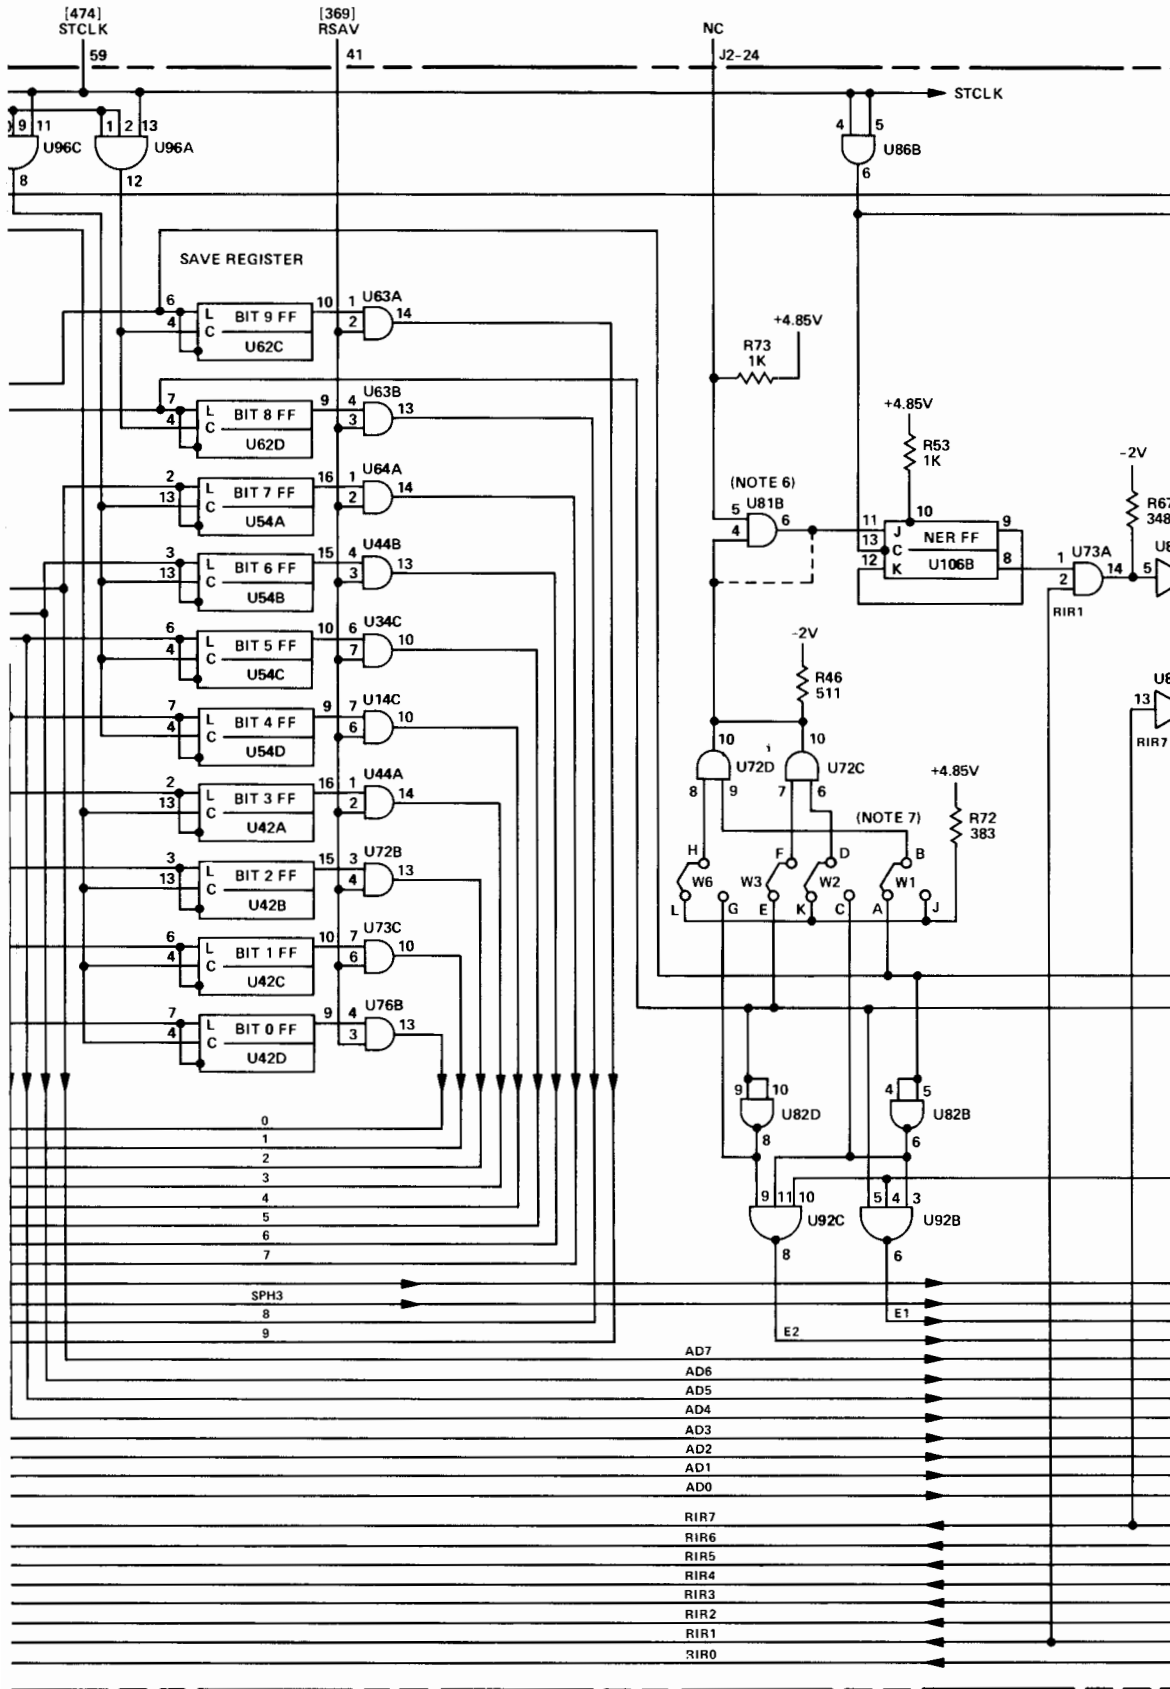 [474]
STCLK
59
[369]
RSAV
41
NC
J2-24
STCLK
9 11
U96C
8
1 2 13
U96A
12
4 5
U86B
6
SAVE REGISTER
6
4
L
C
BIT 9 FF
U62C
10
1
2
U63A
14
7
4
L
C
BIT 8 FF
U62D
9
4
3
U63B
13
2
13
L
C
BIT 7 FF
U54A
16
1
2
U64A
14
3
13
L
C
BIT 6 FF
U54B
15
4
3
U44B
13
6
4
L
C
BIT 5 FF
U54C
10
6
7
U34C
10
7
4
L
C
BIT 4 FF
U54D
9
7
6
U14C
10
2
13
L
C
BIT 3 FF
U42A
16
1
2
U44A
14
3
13
L
C
BIT 2 FF
U42B
15
3
4
U72B
13
6
4
L
C
BIT 1 FF
U42C
10
7
6
U73C
10
7
4
L
C
BIT 0 FF
U42D
9
4
3
U76B
13
+4.85V
R73
1K
+4.85V
R53
1K
-2V
R67
348
(NOTE 6)
U81B
5
4
6
11
13
12
J
C
K
10
NER FF
U106B
9
8
1
2
U73A
14
5
RIR1
-2V
R46
511
13
RIR7
10
U72D
8 9
10
U72C
7 6
+4.85V
R72
383
(NOTE 7)
H
F
D
B
W6
W3
W2
W1
L
G
E
K
C
A
J
9 10
U82D
8
4 5
U82B
6
9 11 10
U92C
8
5 4 3
U92B
6
0
1
2
3
4
5
6
7
SPH3
8
9
E1
E2
AD7
AD6
AD5
AD4
AD3
AD2
AD1
AD0
RIR7
RIR6
RIR5
RIR4
RIR3
RIR2
RIR1
RIR0